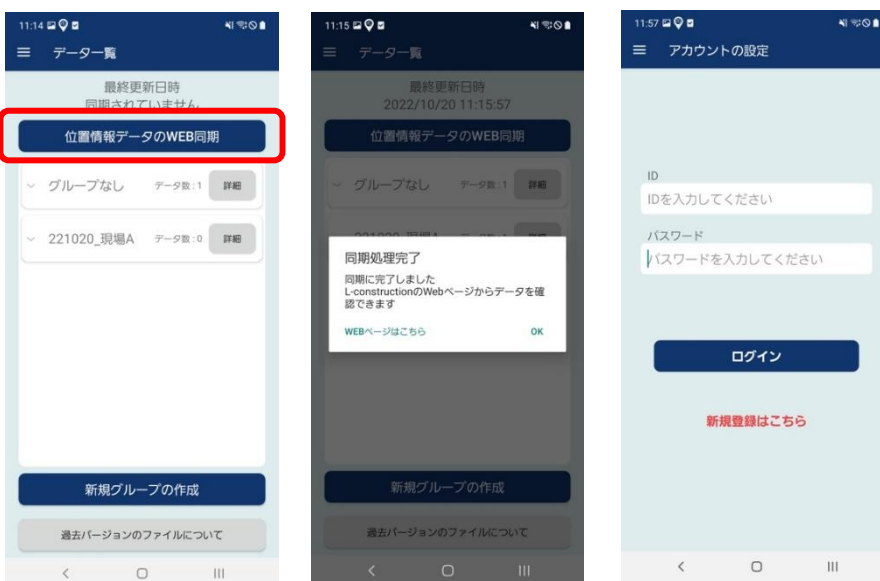 11:14
データ一覧
最終更新日時
同期されていません
位置情報データのWEB同期
グループなし データ数:1 詳細
221020_現場A データ数:0 詳細
新規グループの作成
過去バージョンのファイルについて
11:15
データ一覧
最終更新日時
2022/10/20 11:15:57
位置情報データのWEB同期
グループなし データ数:1 詳細
同期処理完了
同期に完了しました
L-constructionのWebページからデータを確
認できます
WEBページはこちら OK
新規グループの作成
過去バージョンのファイルについて
11:57
アカウントの設定
ID
IDを入力してください
パスワード
パスワードを入力してください
ログイン
新規登録はこちら